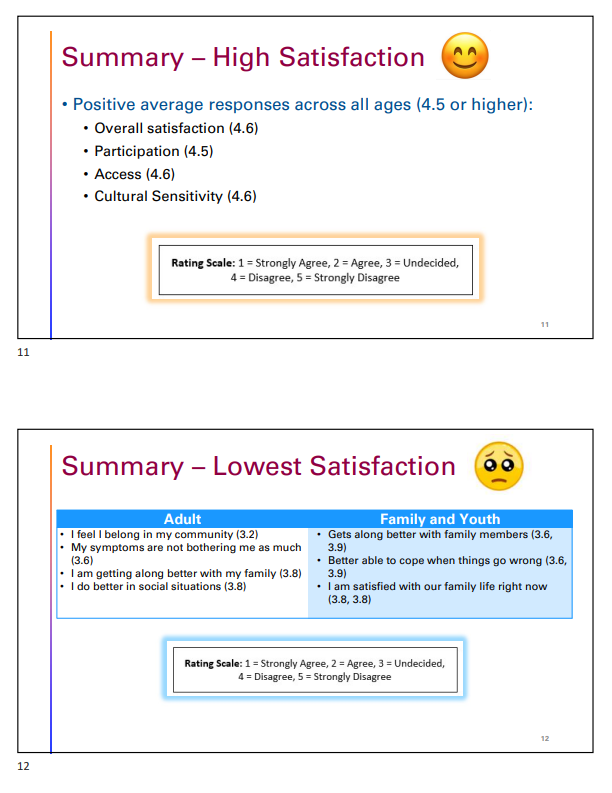 Summary – High Satisfaction
• Positive average responses across all ages (4.5 or higher):
• Overall satisfaction (4.6)
• Participation (4.5)
• Access (4.6)
• Cultural Sensitivity (4.6)
Rating Scale: 1 = Strongly Agree, 2 = Agree, 3 = Undecided,
4 = Disagree, 5 = Strongly Disagree
11
11
Summary – Lowest Satisfaction
Adult
• I feel I belong in my community (3.2)
• My symptoms are not bothering me as much
(3.6)
• I am getting along better with my family (3.8)
• I do better in social situations (3.8)
Family and Youth
• Gets along better with family members (3.6,
3.9)
• Better able to cope when things go wrong (3.6,
3.9)
• I am satisfied with our family life right now
(3.8, 3.8)
Rating Scale: 1 = Strongly Agree, 2 = Agree, 3 = Undecided,
4 = Disagree, 5 = Strongly Disagree
12
12